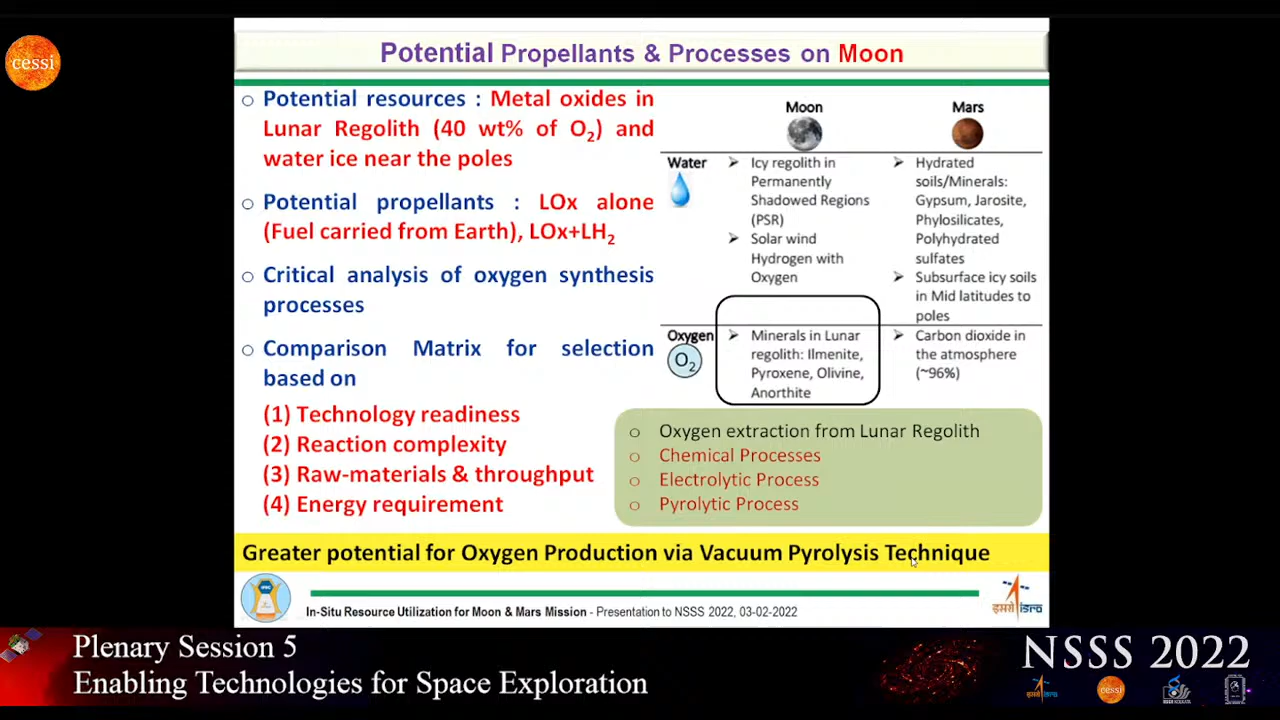 cessi
Potential Propellants & Processes on Moon
○ Potential resources : Metal oxides in
Lunar Regolith (40 wt% of O2) and
water ice near the poles
○ Potential propellants : LOx alone
(Fuel carried from Earth), LOx+LH2
○ Critical analysis of oxygen synthesis
processes
○ Comparison Matrix for selection
based on
(1) Technology readiness
(2) Reaction complexity
(3) Raw-materials & throughput
(4) Energy requirement
Moon
Mars
Water
➢ Icy regolith in
Permanently
Shadowed Regions
(PSR)
➢ Solar wind
Hydrogen with
Oxygen
➢ Hydrated
soils/Minerals:
Gypsum, Jarosite,
Phylosilicates,
Polyhydrated
sulfates
➢ Subsurface icy soils
in Mid latitudes to
poles
Oxygen
O2
➢ Minerals in Lunar
regolith: Ilmenite,
Pyroxene, Olivine,
Anorthite
➢ Carbon dioxide in
the atmosphere
(~96%)
○ Oxygen extraction from Lunar Regolith
○ Chemical Processes
○ Electrolytic Process
○ Pyrolytic Process
Greater potential for Oxygen Production via Vacuum Pyrolysis Technique
In-Situ Resource Utilization for Moon & Mars Mission - Presentation to NSSS 2022, 03-02-2022
इसरो isro
Plenary Session 5
Enabling Technologies for Space Exploration
NSSS 2022